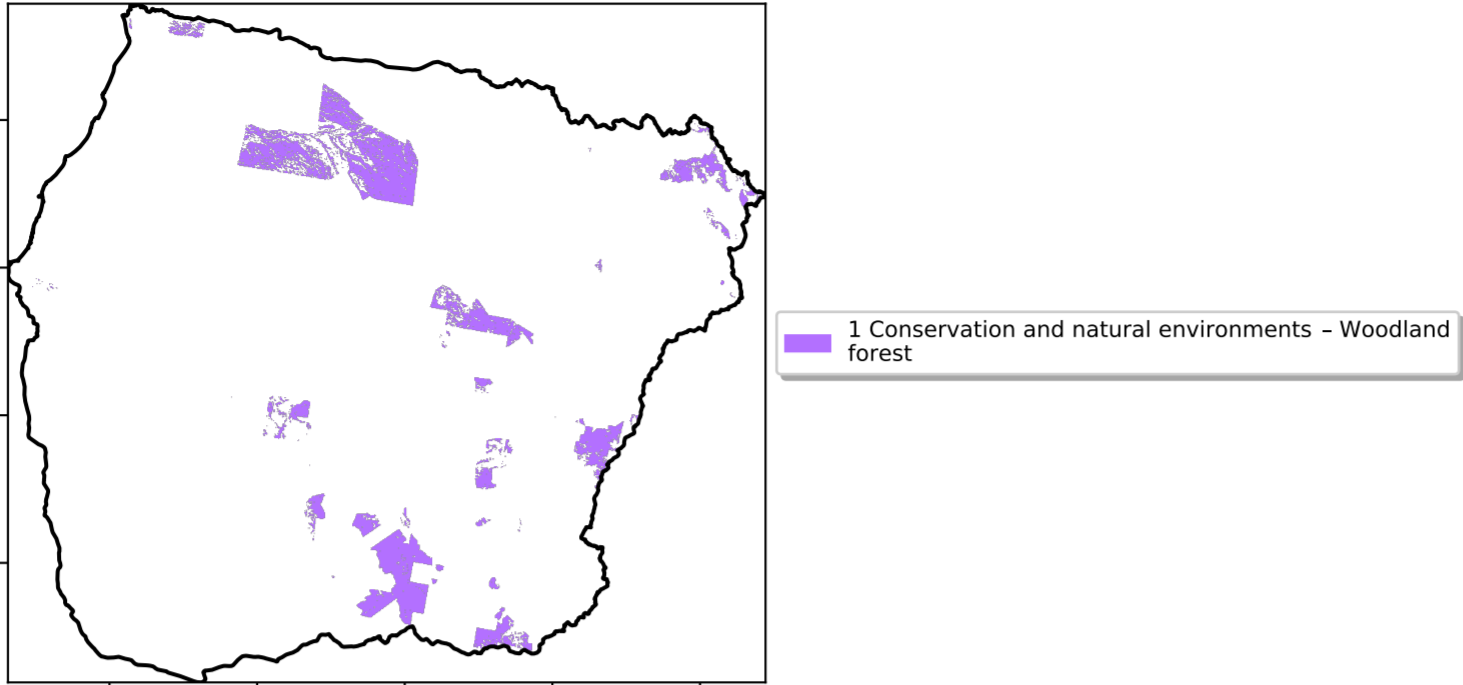 1 Conservation and natural environments – Woodland
forest